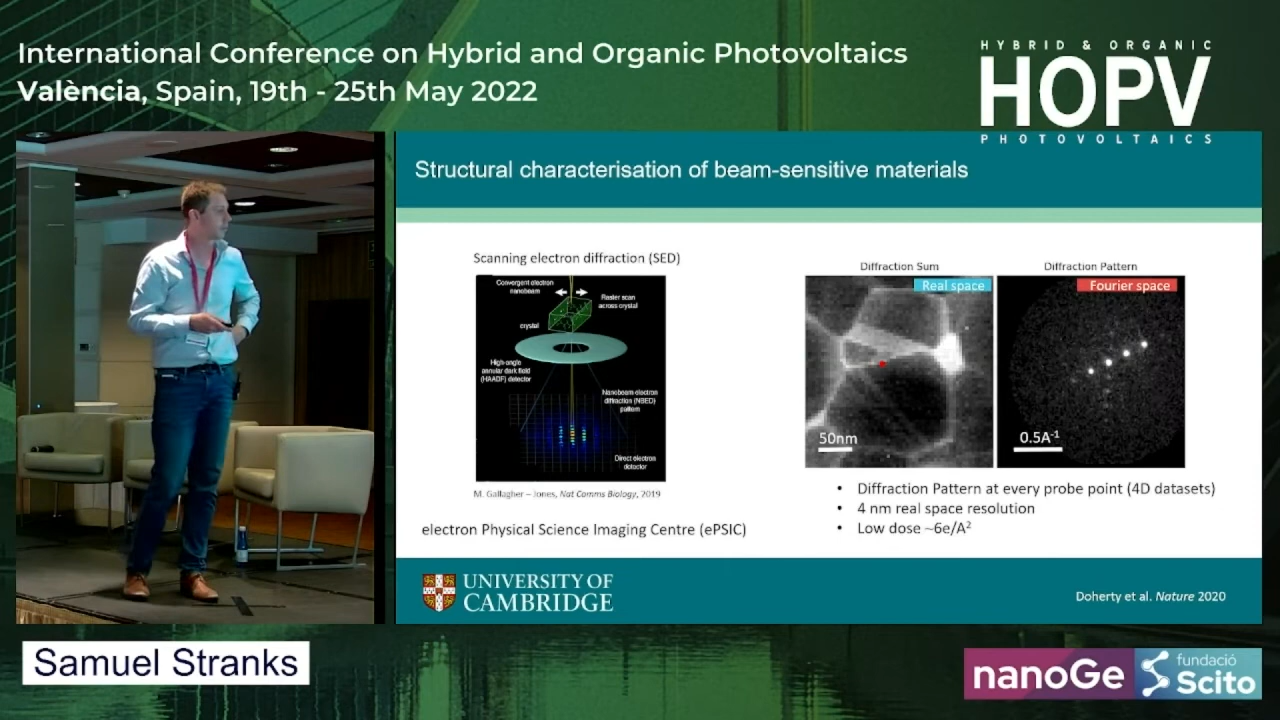 International Conference on Hybrid and Organic Photovoltaics
València, Spain, 19th - 25th May 2022
HYBRID & ORGANIC
HOPV
PHOTOVOLTAICS
Structural characterisation of beam-sensitive materials
Scanning electron diffraction (SED)
Convergent electron
nanobeam
Raster scan
across crystal
crystal
High-angle
annular dark field
(HAADF) detector
Nanobeam electron
diffraction (NBED)
pattern
Direct electron
detector
M. Gallagher – Jones, Nat Comms Biology, 2019
electron Physical Science Imaging Centre (ePSIC)
Diffraction Sum
Diffraction Pattern
Real space
Fourier space
50nm
0.5A⁻¹
• Diffraction Pattern at every probe point (4D datasets)
• 4 nm real space resolution
• Low dose ~6e/A²
UNIVERSITY OF
CAMBRIDGE
Doherty et al. Nature 2020
Samuel Stranks
nanoGe
fundació
Scito